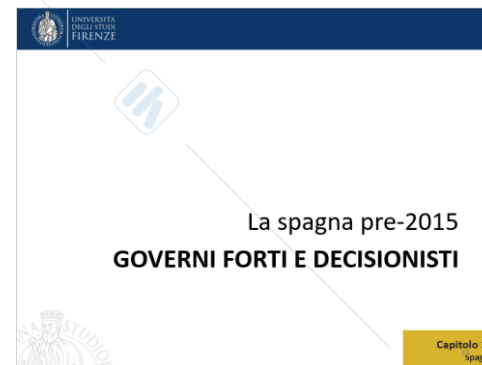 UNIVERSITÀ
DEGLI STUDI
FIRENZE
La spagna pre-2015
GOVERNI FORTI E DECISIONISTI
Capitolo